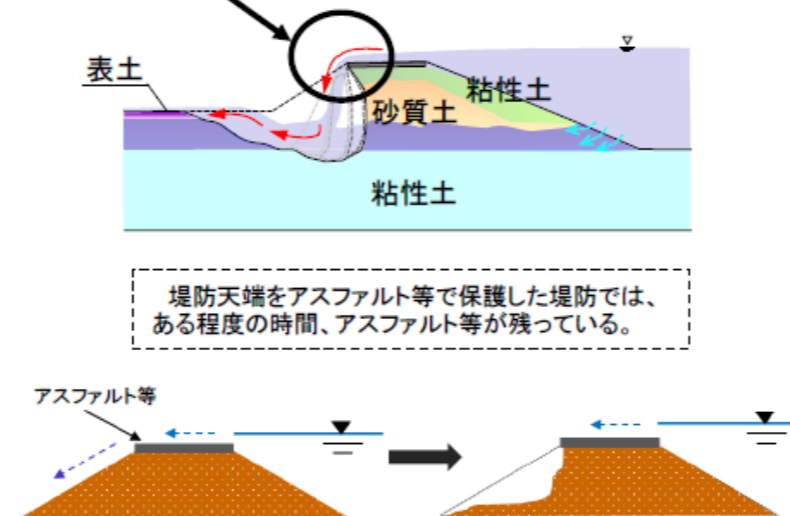 表土
粘性土
砂質土
粘性土
堤防天端をアスファルト等で保護した堤防では、
ある程度の時間、アスファルト等が残っている。
アスファルト等